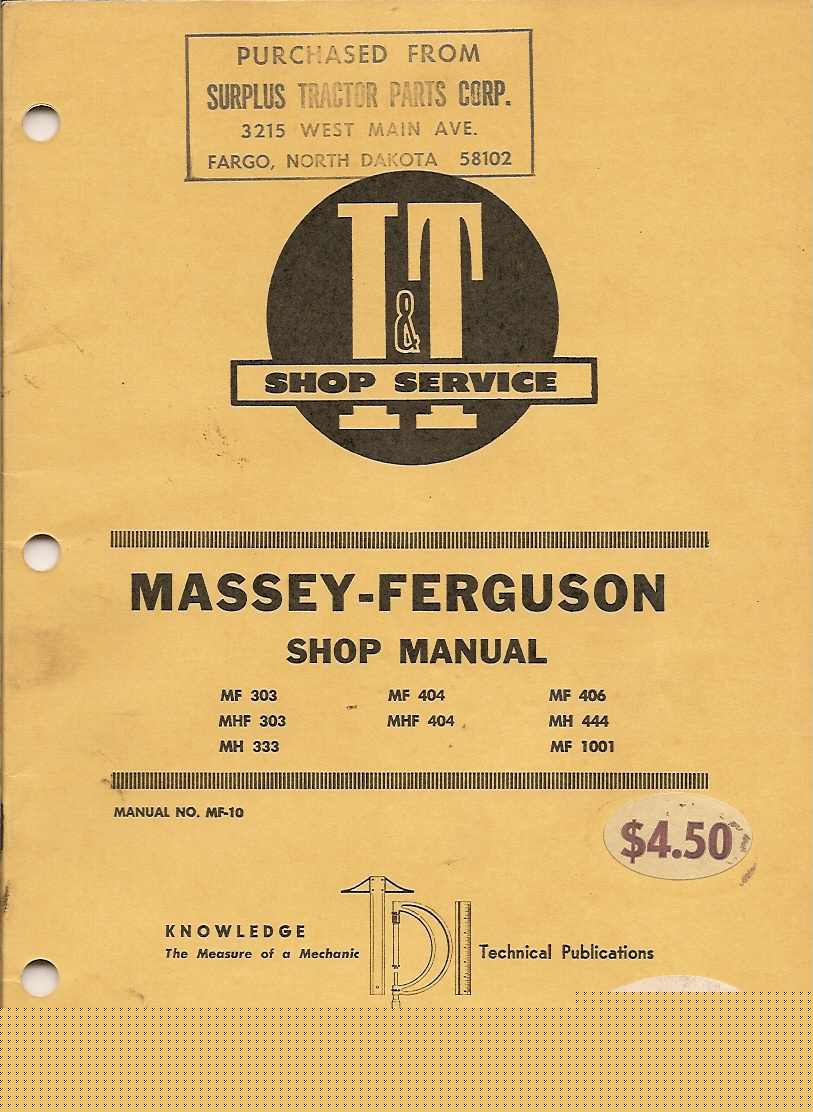 PURCHASED FROM
SURPLUS TRACTOR PARTS CORP.
3215 WEST MAIN AVE.
FARGO, NORTH DAKOTA 58102
I&T
SHOP SERVICE
MASSEY-FERGUSON
SHOP MANUAL
MF 303 MF 404 MF 406
MHF 303 MHF 404 MH 444
MH 333 MF 1001
MANUAL NO. MF-10
$4.50
KNOWLEDGE
The Measure of a Mechanic
TPI
Technical Publications